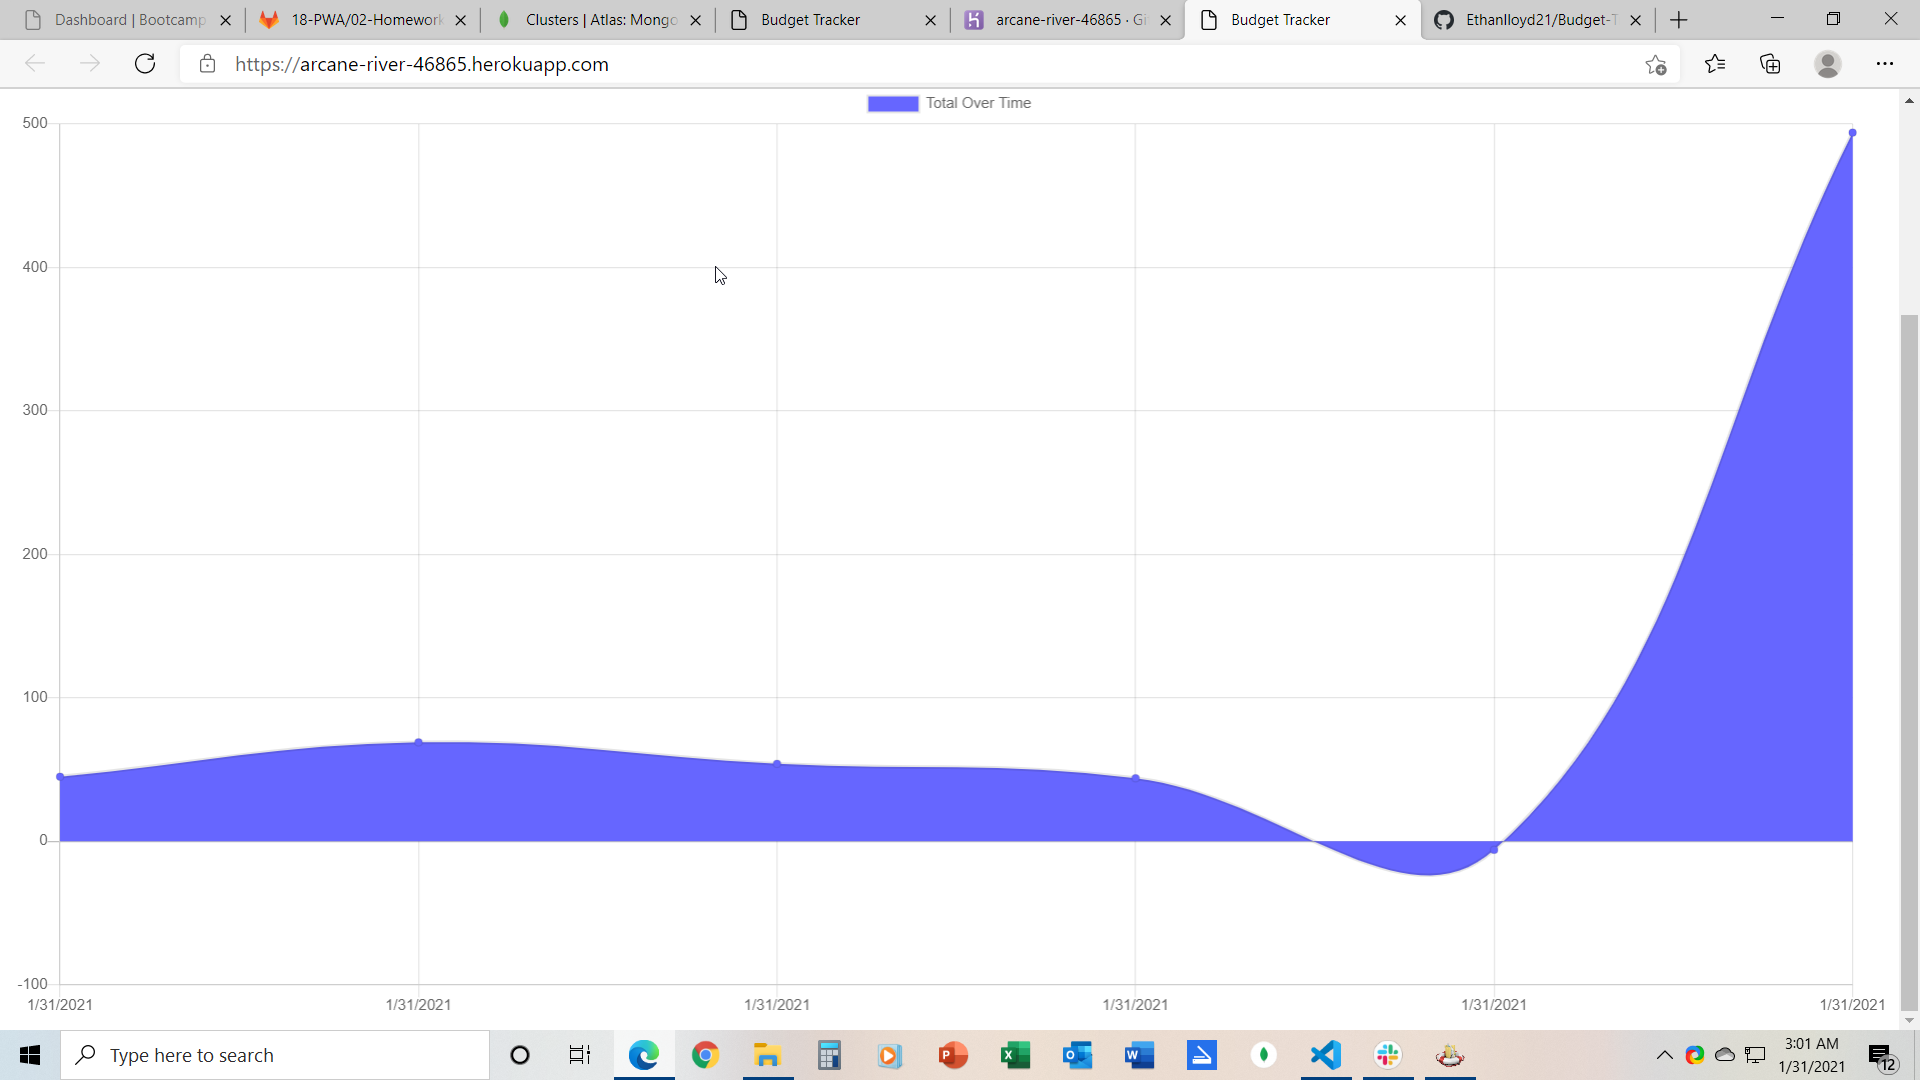 Dashboard | Bootcamp
18-PWA/02-Homework
Clusters | Atlas: Mongo
Budget Tracker
arcane-river-46865 · Gi
Budget Tracker
Ethanlloyd21/Budget-T
https://arcane-river-46865.herokuapp.com
Total Over Time
500
400
300
200
100
0
-100
1/31/2021 1/31/2021 1/31/2021 1/31/2021 1/31/2021 1/31/2021
Type here to search
3:01 AM
1/31/2021
12